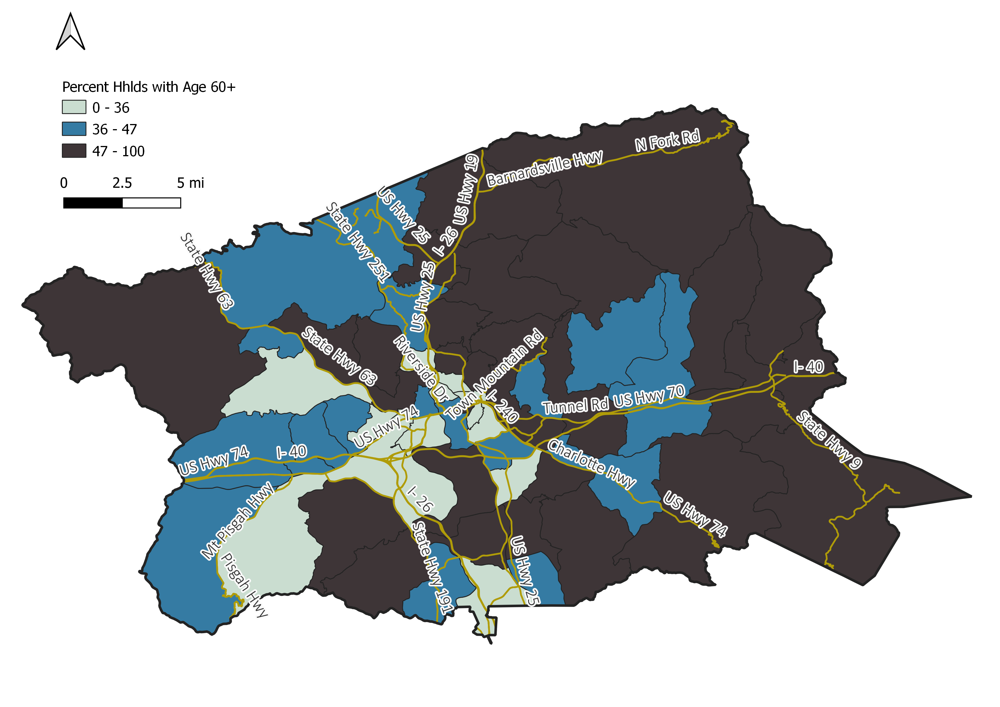 Percent Hhlds with Age 60+
0 - 36
36 - 47
47 - 100
0 2.5 5 mi
N Fork Rd
Barnardsville Hwy
US Hwy 19
US Hwy 25
State Hwy 251
I- 26
State Hwy 63
US Hwy 25
State Hwy 63
Riverside Dr
Town Mountain Rd
I- 40
I- 240
Tunnel Rd
US Hwy 70
US Hwy 74
State Hwy 9
Charlotte Hwy
US Hwy 74
I- 40
Mt Pisgah Hwy
I- 26
US Hwy 74
State Hwy 191
US Hwy 25
Pisgah Hwy